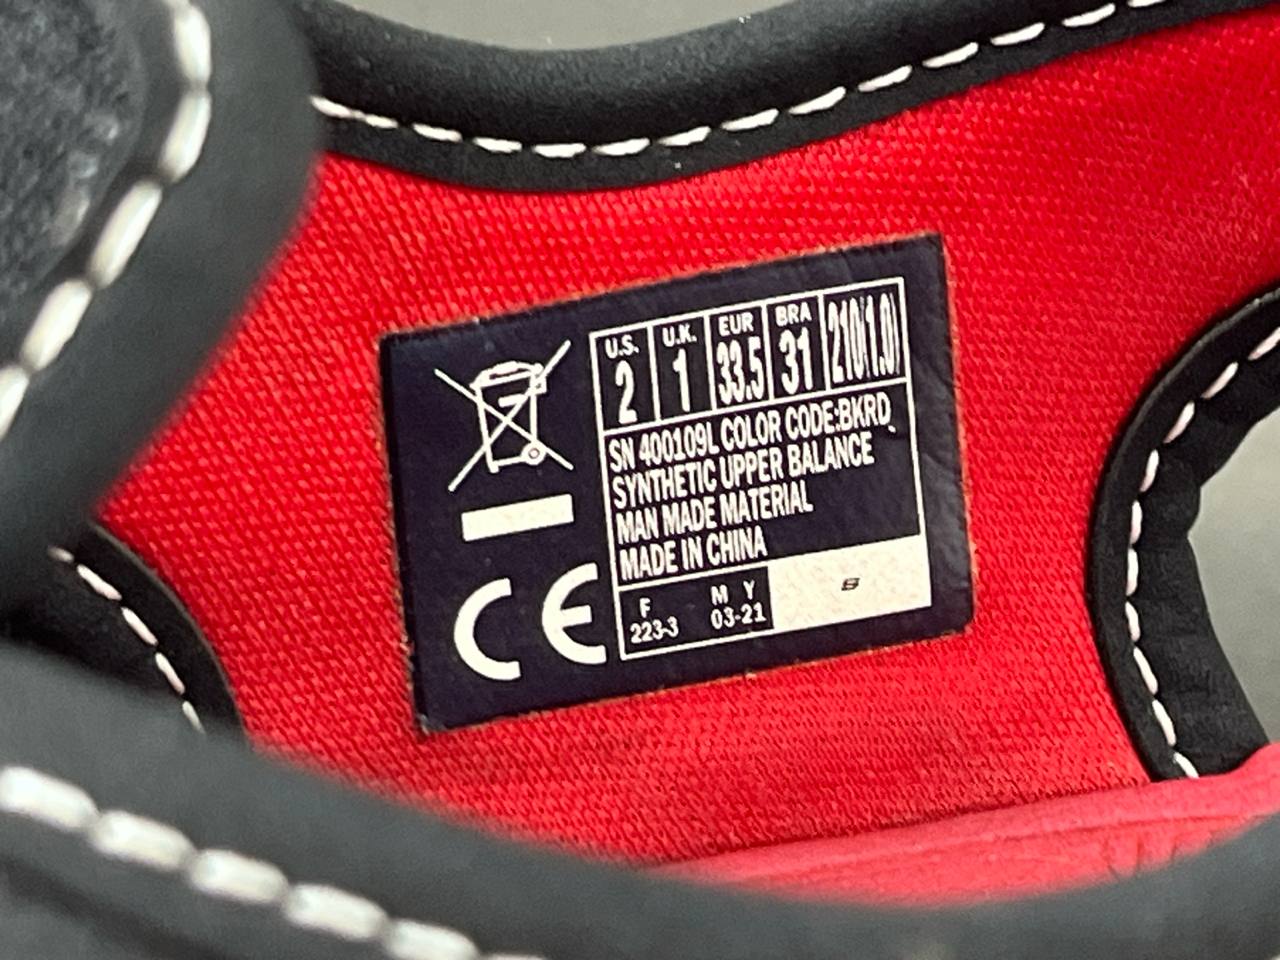 U.S. U.K. EUR BRA
2 1 33.5 31 210(1.0)
SN 400109L COLOR CODE:BKRD
SYNTHETIC UPPER BALANCE
MAN MADE MATERIAL
MADE IN CHINA
F M Y
223-3 03-21
S
CE